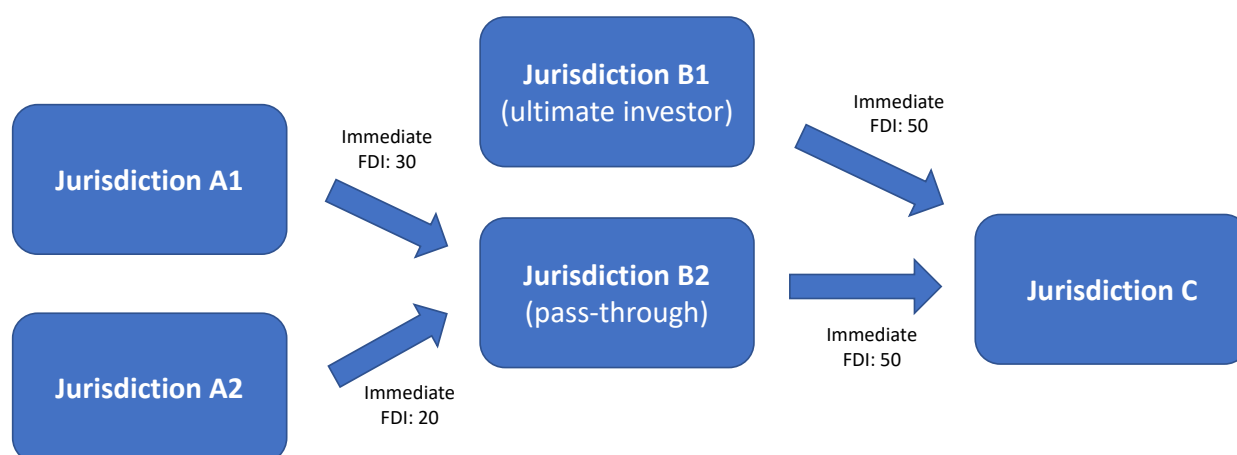 Jurisdiction A1
Jurisdiction A2
Immediate
FDI: 30
Immediate
FDI: 20
Jurisdiction B1
(ultimate investor)
Jurisdiction B2
(pass-through)
Immediate
FDI: 50
Immediate
FDI: 50
Jurisdiction C